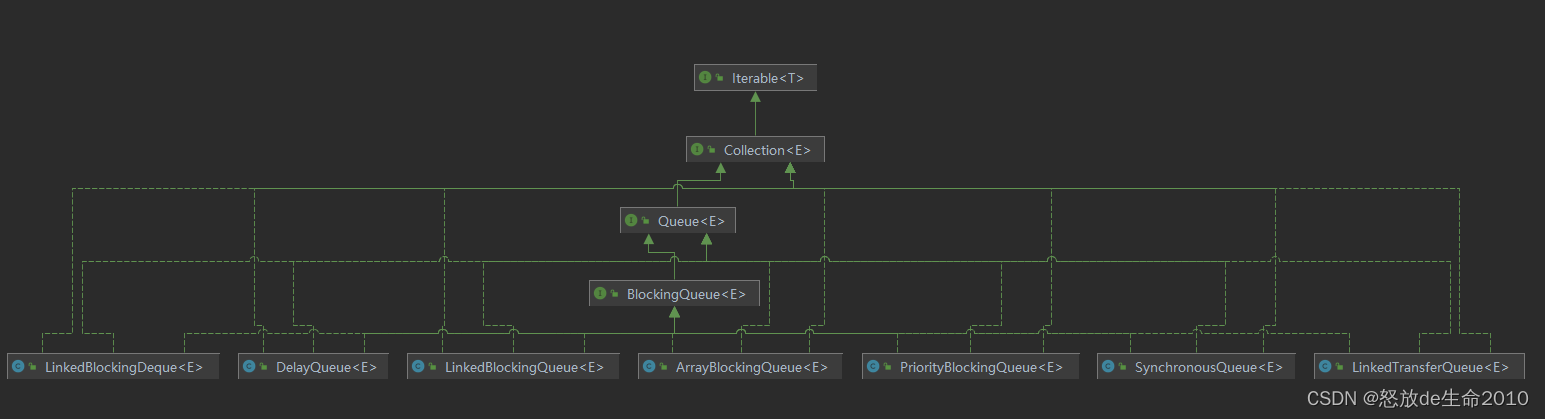 Iterable<T>
Collection<E>
Queue<E>
BlockingQueue<E>
LinkedBlockingDeque<E>
DelayQueue<E>
LinkedBlockingQueue<E>
ArrayBlockingQueue<E>
PriorityBlockingQueue<E>
SynchronousQueue<E>
LinkedTransferQueue<E>
CSDN @怒放de生命2010